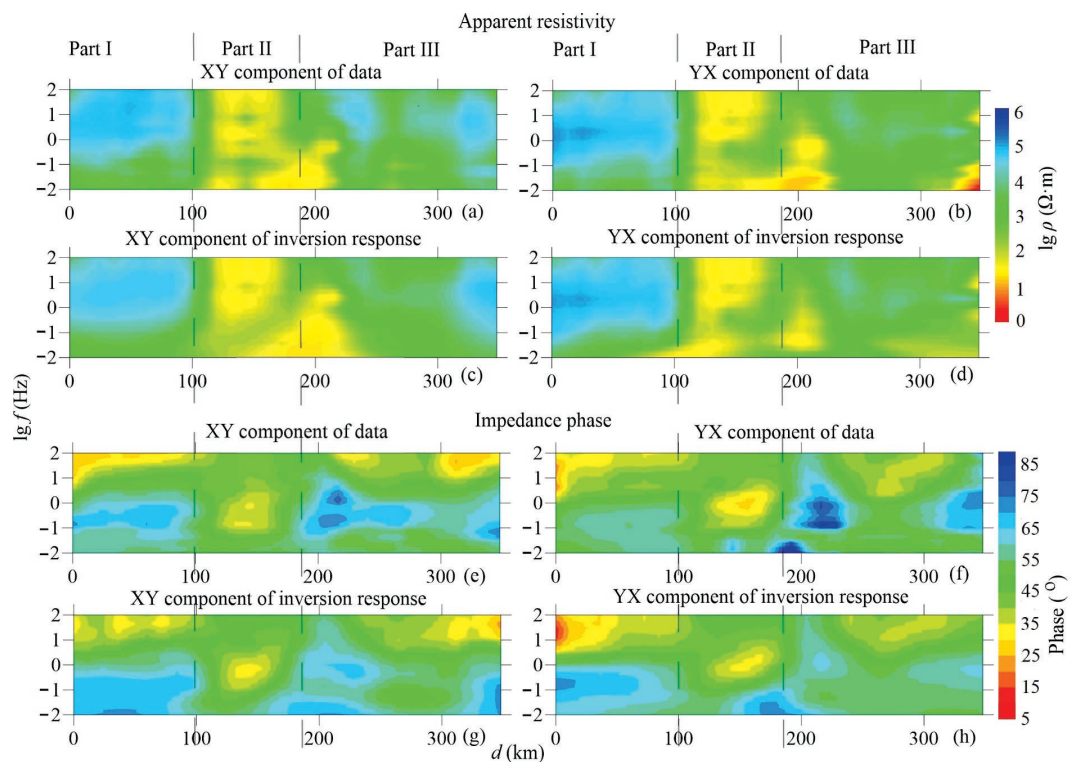 Apparent resistivity
Part I Part II Part III Part I Part II Part III
XY component of data YX component of data
2 2
1 1
0 0
−1 −1
−2 −2
0 100 200 300 (a) 0 100 200 300 (b)
6
5
4
3
2
1
0
lg ρ (Ω·m)
XY component of inversion response YX component of inversion response
2 2
1 1
0 0
−1 −1
−2 −2
0 100 200 300 (c) 0 100 200 300 (d)
lg f (Hz)
Impedance phase
XY component of data YX component of data
2 2
1 1
0 0
−1 −1
−2 −2
0 100 200 300 (e) 0 100 200 300 (f)
85
75
65
55
45
35
25
15
5
Phase (°)
XY component of inversion response YX component of inversion response
2 2
1 1
0 0
−1 −1
−2 −2
0 100 200 300 (g) 0 100 200 300 (h)
d (km)